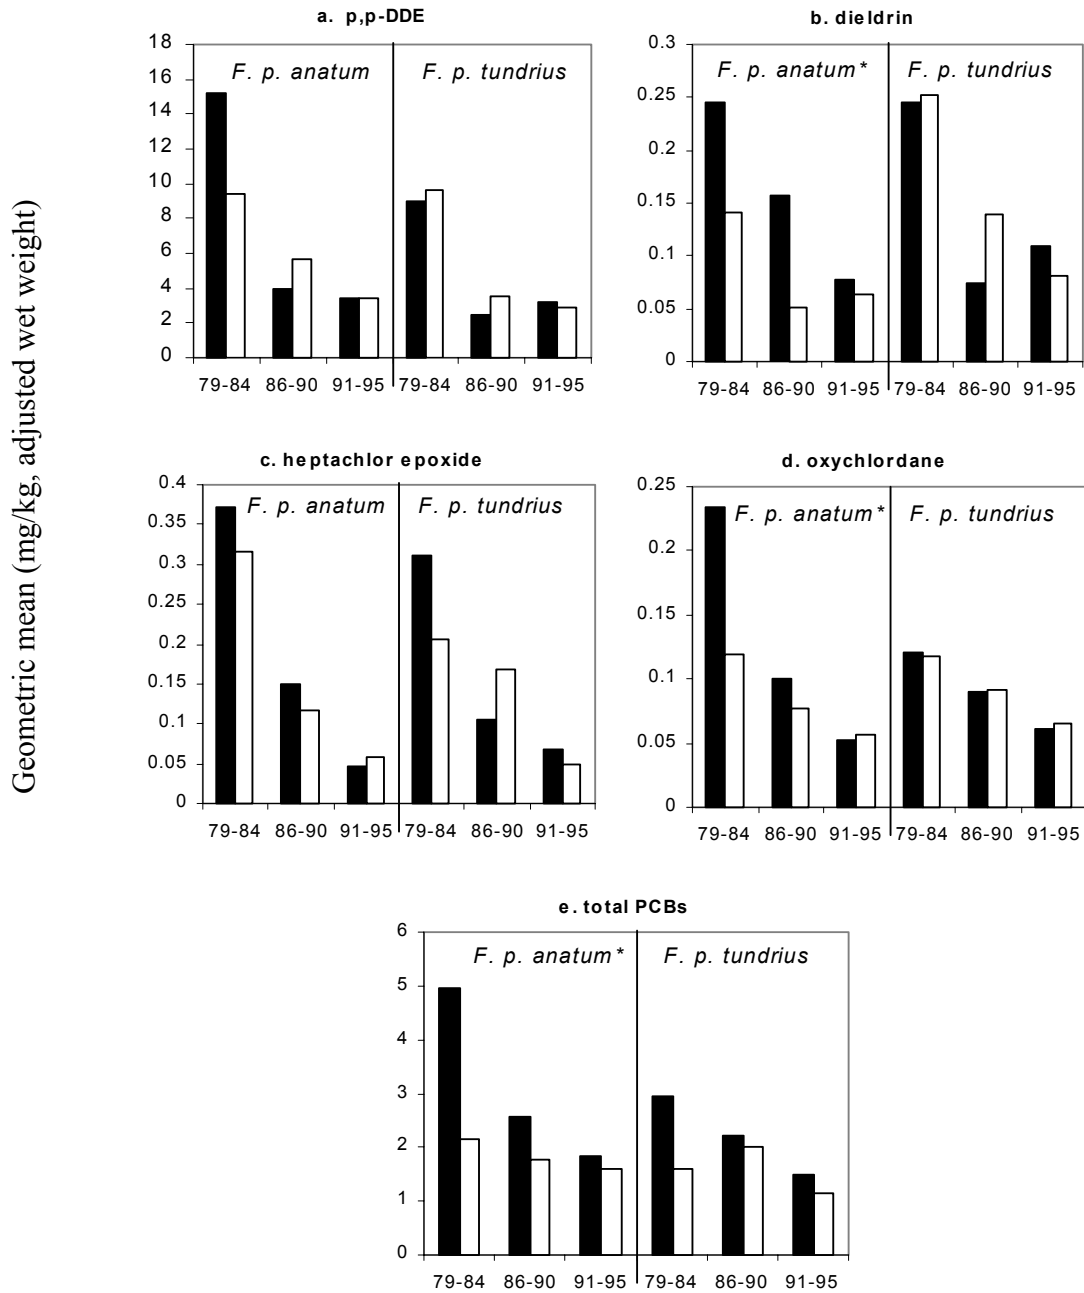 Geometric mean (mg/kg, adjusted wet weight)
a. p,p-DDE
F. p. anatum F. p. tundrius
18
16
14
12
10
8
6
4
2
0
79-84 86-90 91-95 79-84 86-90 91-95
b. dieldrin
F. p. anatum* F. p. tundrius
0.3
0.25
0.2
0.15
0.1
0.05
0
79-84 86-90 91-95 79-84 86-90 91-95
c. heptachlor epoxide
F. p. anatum F. p. tundrius
0.4
0.35
0.3
0.25
0.2
0.15
0.1
0.05
0
79-84 86-90 91-95 79-84 86-90 91-95
d. oxychlordane
F. p. anatum* F. p. tundrius
0.25
0.2
0.15
0.1
0.05
0
79-84 86-90 91-95 79-84 86-90 91-95
e. total PCBs
F. p. anatum* F. p. tundrius
6
5
4
3
2
1
0
79-84 86-90 91-95 79-84 86-90 91-95